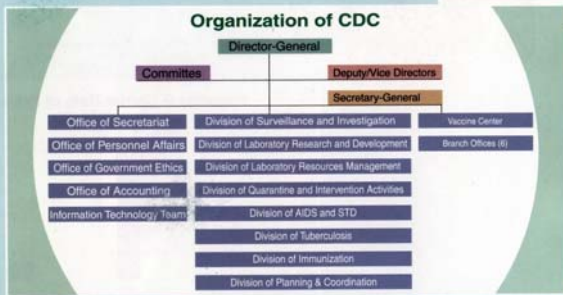 Organization of CDC
Director-General
Committes
Deputy/Vice Directors
Secretary-General
Office of Secretariat
Office of Personnel Affairs
Office of Government Ethics
Office of Accounting
Information Technology Team
Division of Surveillance and Investigation
Division of Laboratory Research and Development
Division of Laboratory Resources Management
Division of Quarantine and Intervention Activities
Division of AIDS and STD
Division of Tuberculosis
Division of Immunization
Division of Planning & Coordination
Vaccine Center
Branch Offices (6)